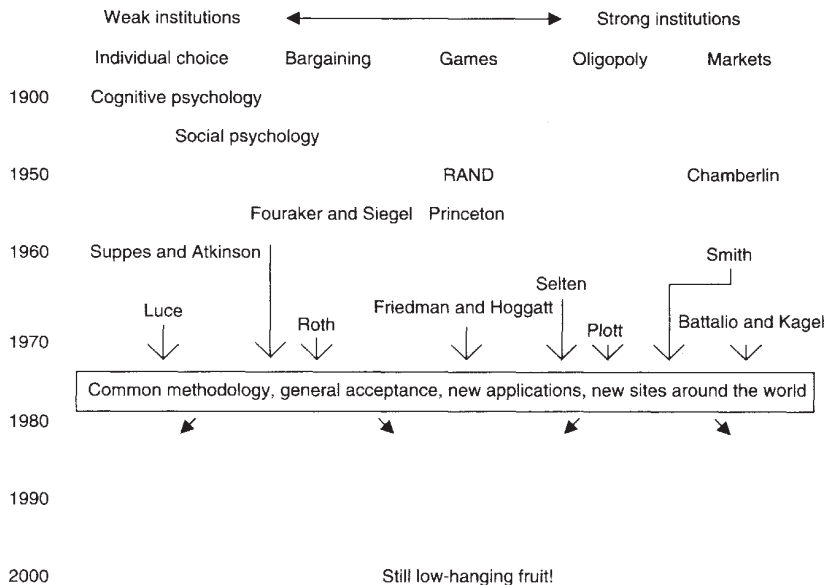 Weak institutions Strong institutions
Individual choice Bargaining Games Oligopoly Markets
1900 Cognitive psychology
Social psychology
1950 RAND Chamberlin
Fouraker and Siegel Princeton
1960 Suppes and Atkinson Smith
Selten
Luce Friedman and Hoggatt
Roth Plott Battalio and Kagel
1970
Common methodology, general acceptance, new applications, new sites around the world
1980
1990
2000 Still low-hanging fruit!